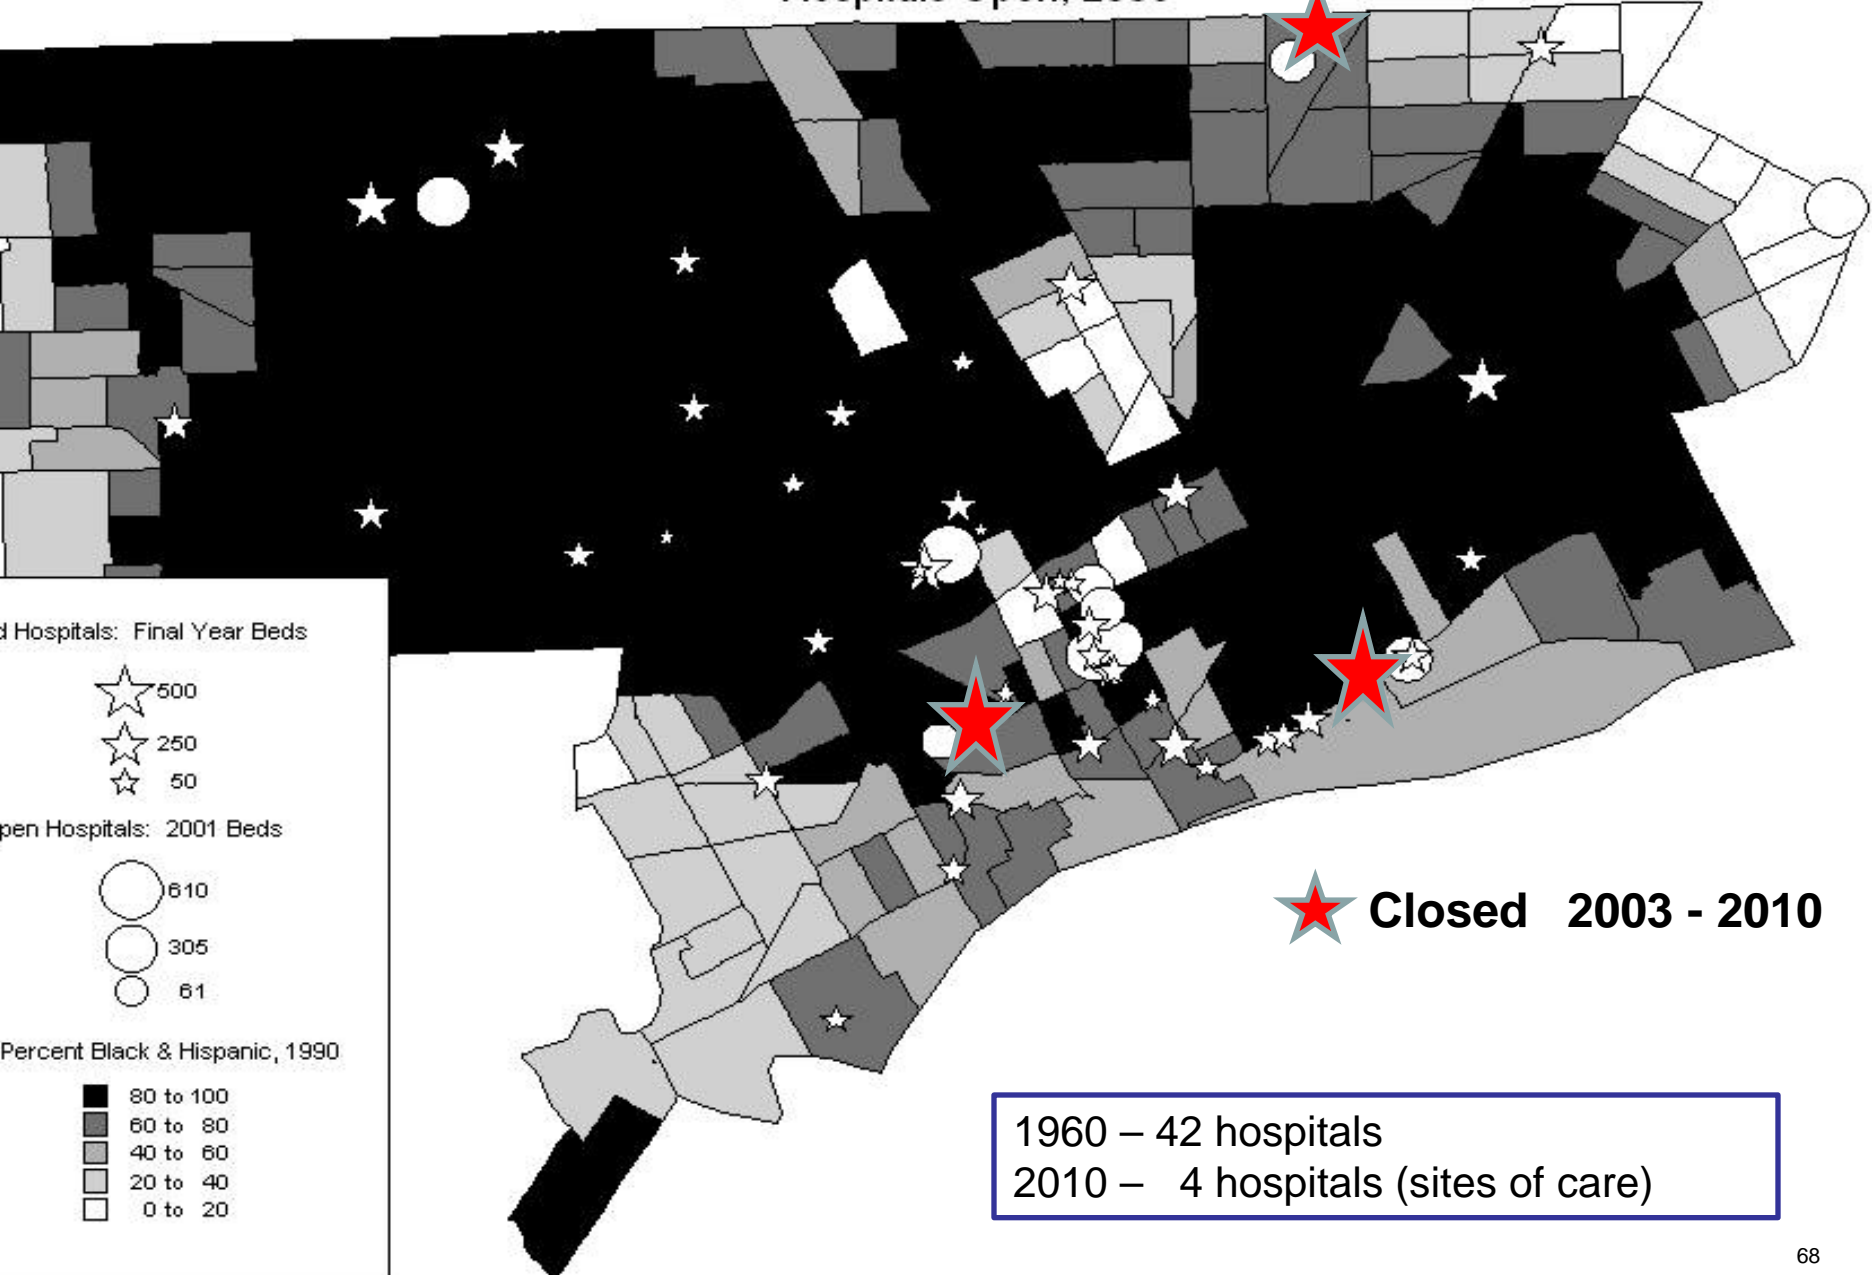 d Hospitals: Final Year Beds
500
250
50
pen Hospitals: 2001 Beds
610
305
61
Percent Black & Hispanic, 1990
80 to 100
60 to 80
40 to 60
20 to 40
0 to 20
Closed 2003 - 2010
1960 – 42 hospitals
2010 – 4 hospitals (sites of care)
68